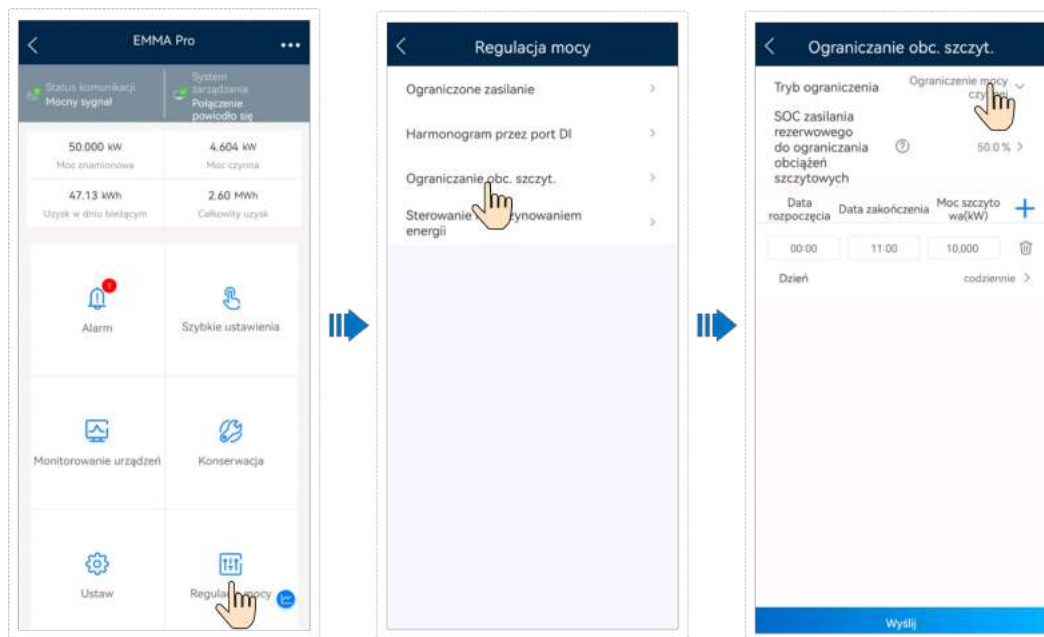 EMMA Pro
Status komunikacji
Mocny sygnał
System
zarządzania
Połączenie
powiodło się
50.000 kW
Moc znamionowa
4.604 kW
Moc czynna
47.13 kWh
Uzysk w dniu bieżącym
2.60 MWh
Całkowity uzysk
Alarm
Szybkie ustawienia
Monitorowanie urządzeń
Konserwacja
Ustaw
Regulacja mocy
Regulacja mocy
Ograniczone zasilanie
Harmonogram przez port DI
Ograniczanie obc. szczyt.
Sterowanie
energii
Ograniczanie obc. szczyt.
Tryb ograniczenia
Ograniczenie mocy
SOC zasilania
rezerwowego
do ograniczania
obciążeń
szczytowych
50.0 %
Data
rozpoczęcia
Data zakończenia
Moc szczyto
wa(kW)
00:00
11:00
10,000
Dzień
codziennie
Wyślij